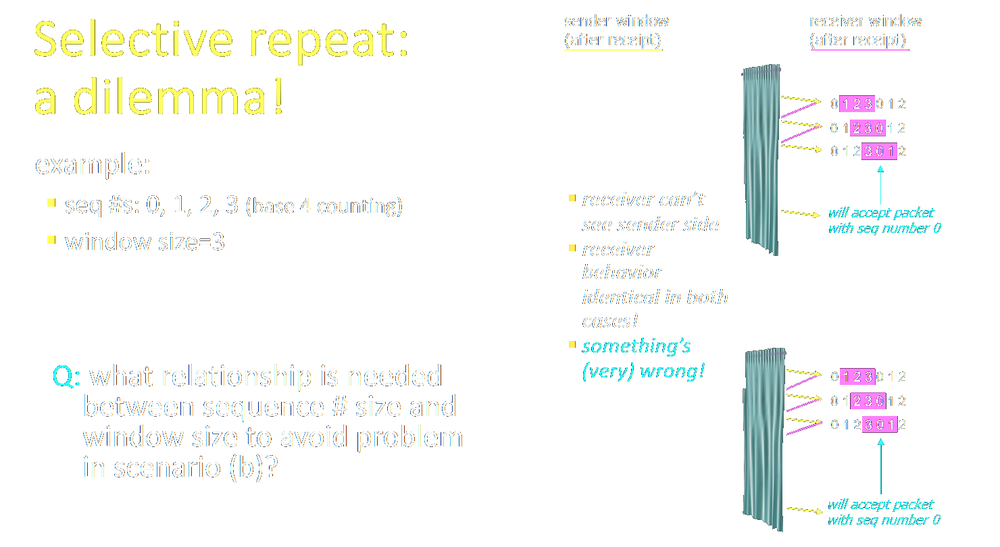 Selective repeat:
a dilemma!
example:
seq #s: 0, 1, 2, 3 (base 4 counting)
window size=3
Q: what relationship is needed
between sequence # size and
window size to avoid problem
in scenario (b)?
sender window
(after receipt)
receiver can't
see sender side
receiver
behavior
identical in both
cases!
something's
(very) wrong!
receiver window
(after receipt)
0 1 2 3 0 1 2
0 1 2 3 0 1 2
0 1 2 3 0 1 2
will accept packet
with seq number 0
0 1 2 3 0 1 2
0 1 2 3 0 1 2
0 1 2 3 0 1 2
will accept packet
with seq number 0